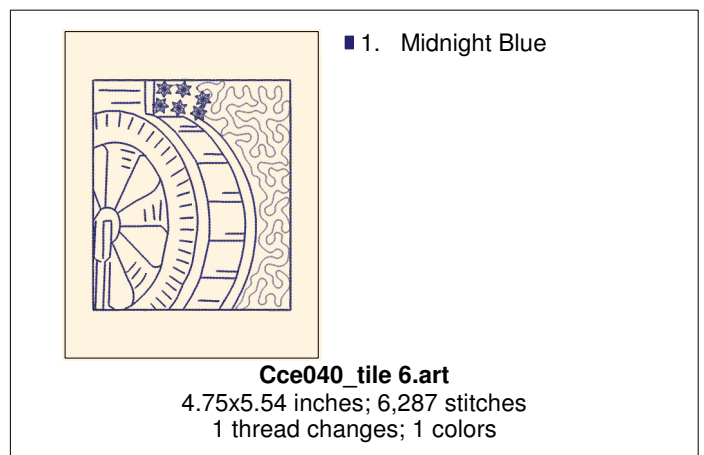 1. Midnight Blue
Cce040_tile 6.art
4.75x5.54 inches; 6,287 stitches
1 thread changes; 1 colors